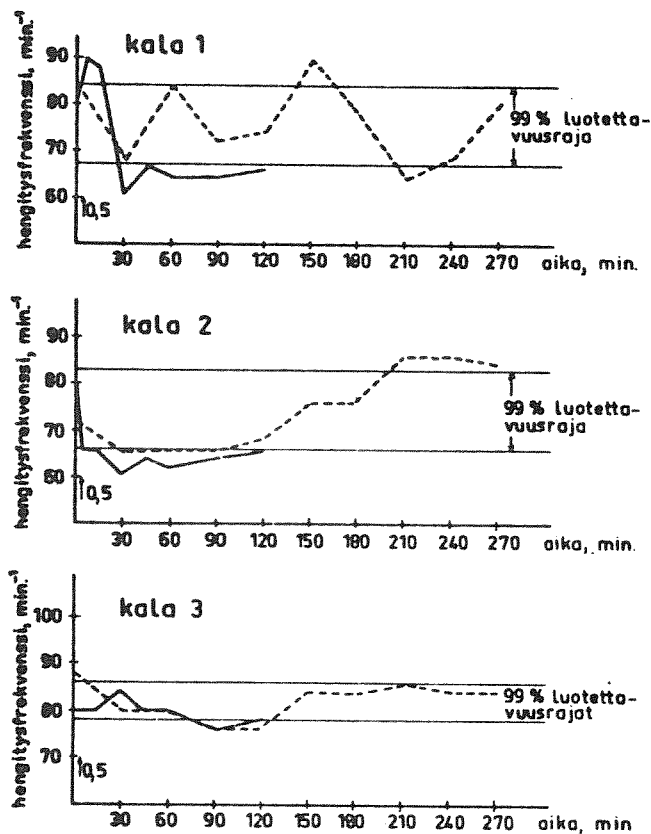 hengitysfrekvenssi, min.⁻¹
kala 1
90
80
70
60
99 % luotetta-
vuusraja
↑0,5
30 60 90 120 150 180 210 240 270 aika, min.
hengitysfrekvenssi, min.⁻¹
kala 2
90
80
70
60
99 % luotetta-
vuusraja
↑0,5
30 60 90 120 150 180 210 240 270 aika, min.
hengitysfrekvenssi, min.⁻¹
kala 3
100
90
80
70
99 % luotetta-
vuusrajat
↑0,5
30 60 90 120 150 180 210 240 270 aika, min.